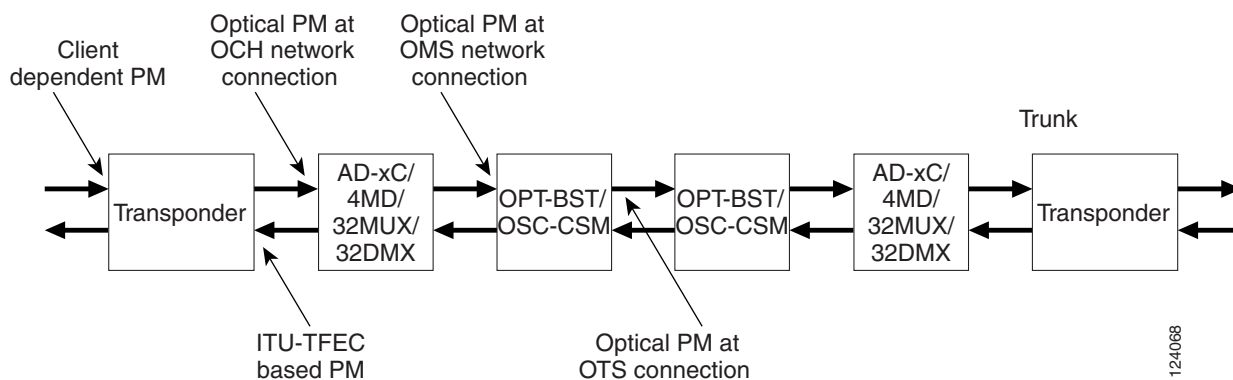 Client
dependent PM
Optical PM at
OCH network
connection
Optical PM at
OMS network
connection
Trunk
Transponder
AD-xC/
4MD/
32MUX/
32DMX
OPT-BST/
OSC-CSM
OPT-BST/
OSC-CSM
AD-xC/
4MD/
32MUX/
32DMX
Transponder
ITU-TFEC
based PM
Optical PM at
OTS connection
124068